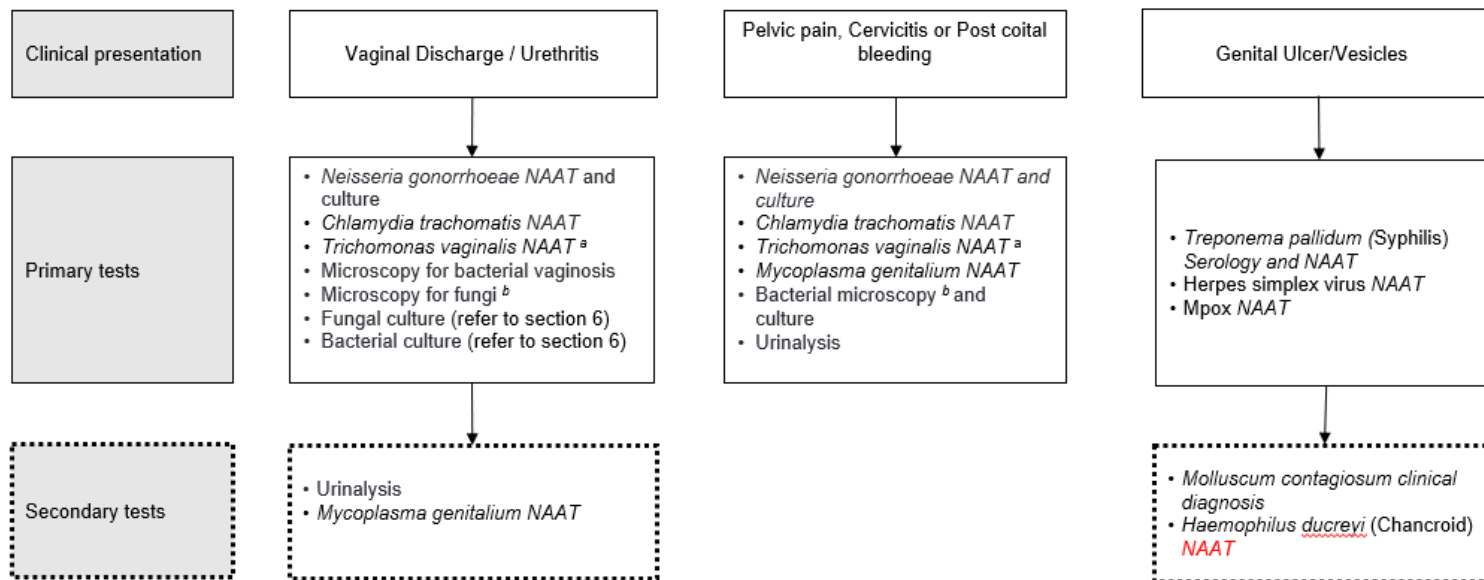 Clinical presentation
Vaginal Discharge / Urethritis
Pelvic pain, Cervicitis or Post coital
bleeding
Genital Ulcer/Vesicles
Primary tests
• Neisseria gonorrhoeae NAAT and
culture
• Chlamydia trachomatis NAAT
• Trichomonas vaginalis NAAT a
• Microscopy for bacterial vaginosis
• Microscopy for fungi b
• Fungal culture (refer to section 6)
• Bacterial culture (refer to section 6)
• Neisseria gonorrhoeae NAAT and
culture
• Chlamydia trachomatis NAAT
• Trichomonas vaginalis NAAT a
• Mycoplasma genitalium NAAT
• Bacterial microscopy b and
culture
• Urinalysis
• Treponema pallidum (Syphilis)
Serology and NAAT
• Herpes simplex virus NAAT
• Mpox NAAT
Secondary tests
• Urinalysis
• Mycoplasma genitalium NAAT
• Molluscum contagiosum clinical
diagnosis
• Haemophilus ducreyi (Chancroid)
NAAT